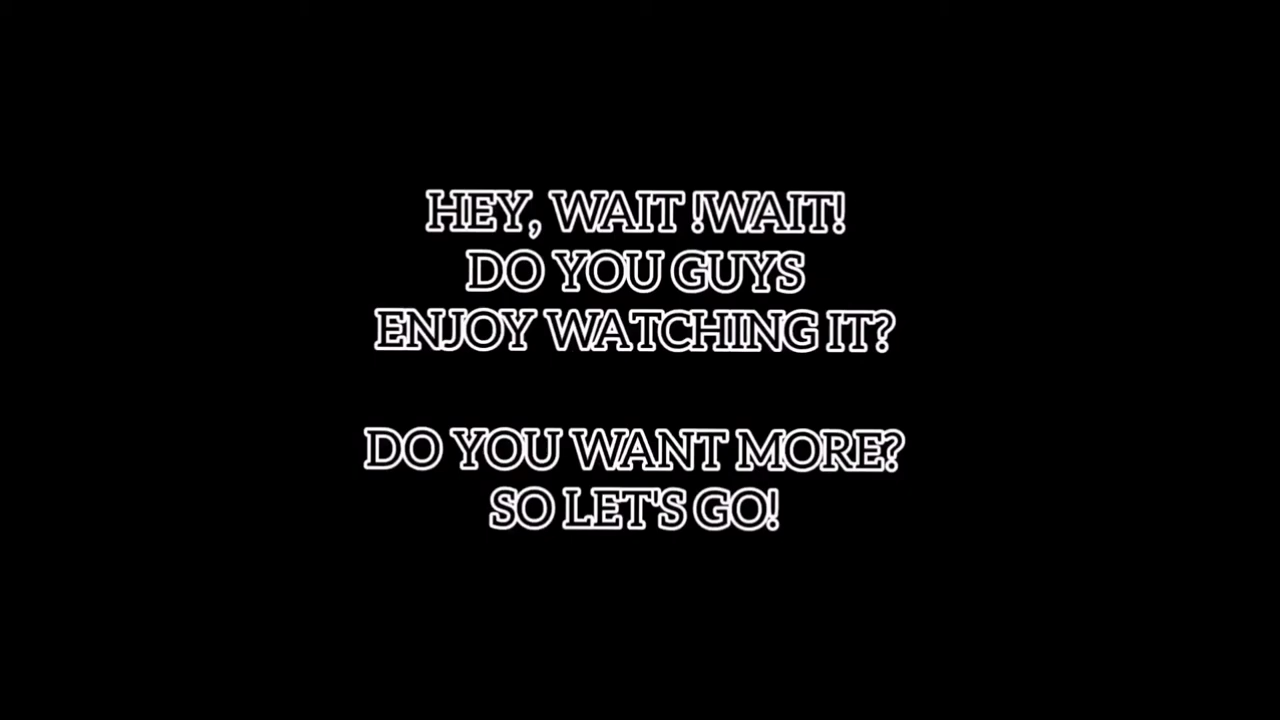 HEY, WAIT !WAIT!
DO YOU GUYS
ENJOY WATCHING IT?
DO YOU WANT MORE?
SO LET'S GO!